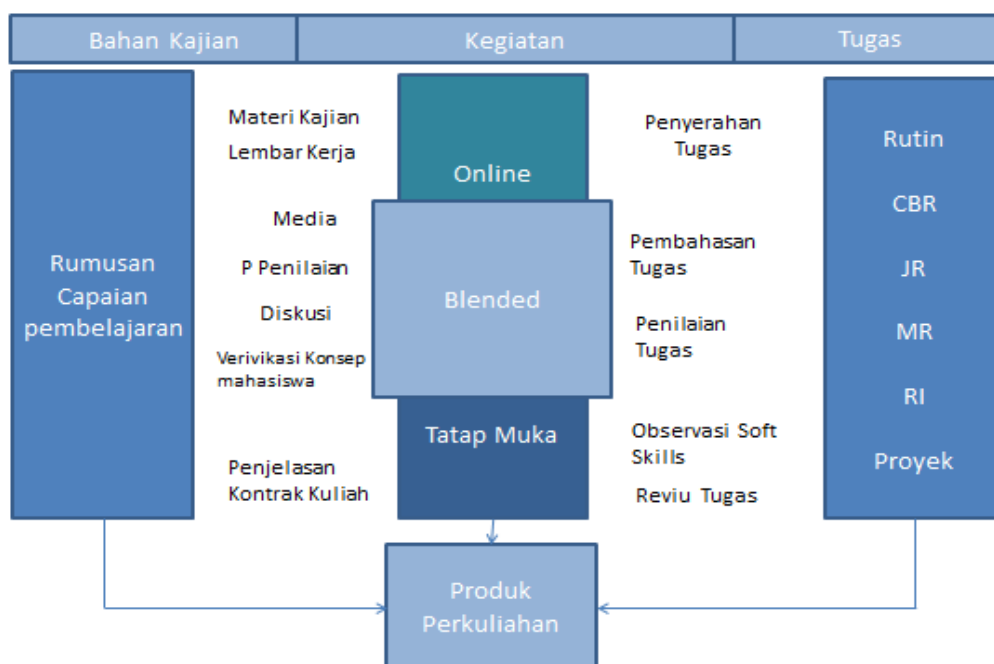 Bahan Kajian
Kegiatan
Tugas
Rumusan
Capaian
pembelajaran
Materi Kajian
Lembar Kerja
Media
P Penilaian
Diskusi
Verivikasi Konsep
mahasiswa
Penjelasan
Kontrak Kuliah
Online
Blended
Tatap Muka
Penyerahan
Tugas
Pembahasan
Tugas
Penilaian
Tugas
Observasi Soft
Skills
Reviu Tugas
Rutin
CBR
JR
MR
RI
Proyek
Produk
Perkuliahan